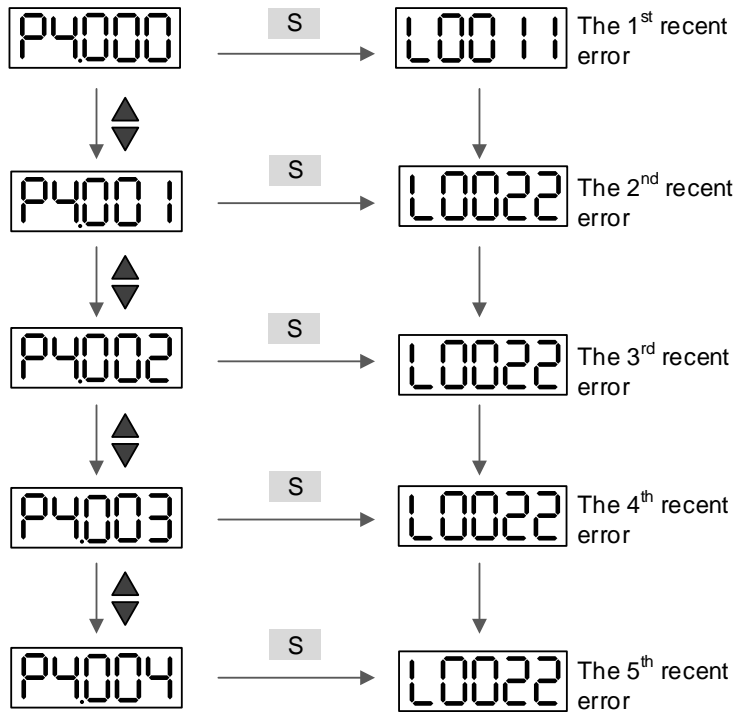 P4.000 S L0011 The 1st recent
error
P4.001 S L0022 The 2nd recent
error
P4.002 S L0022 The 3rd recent
error
P4.003 S L0022 The 4th recent
error
P4.004 S L0022 The 5th recent
error